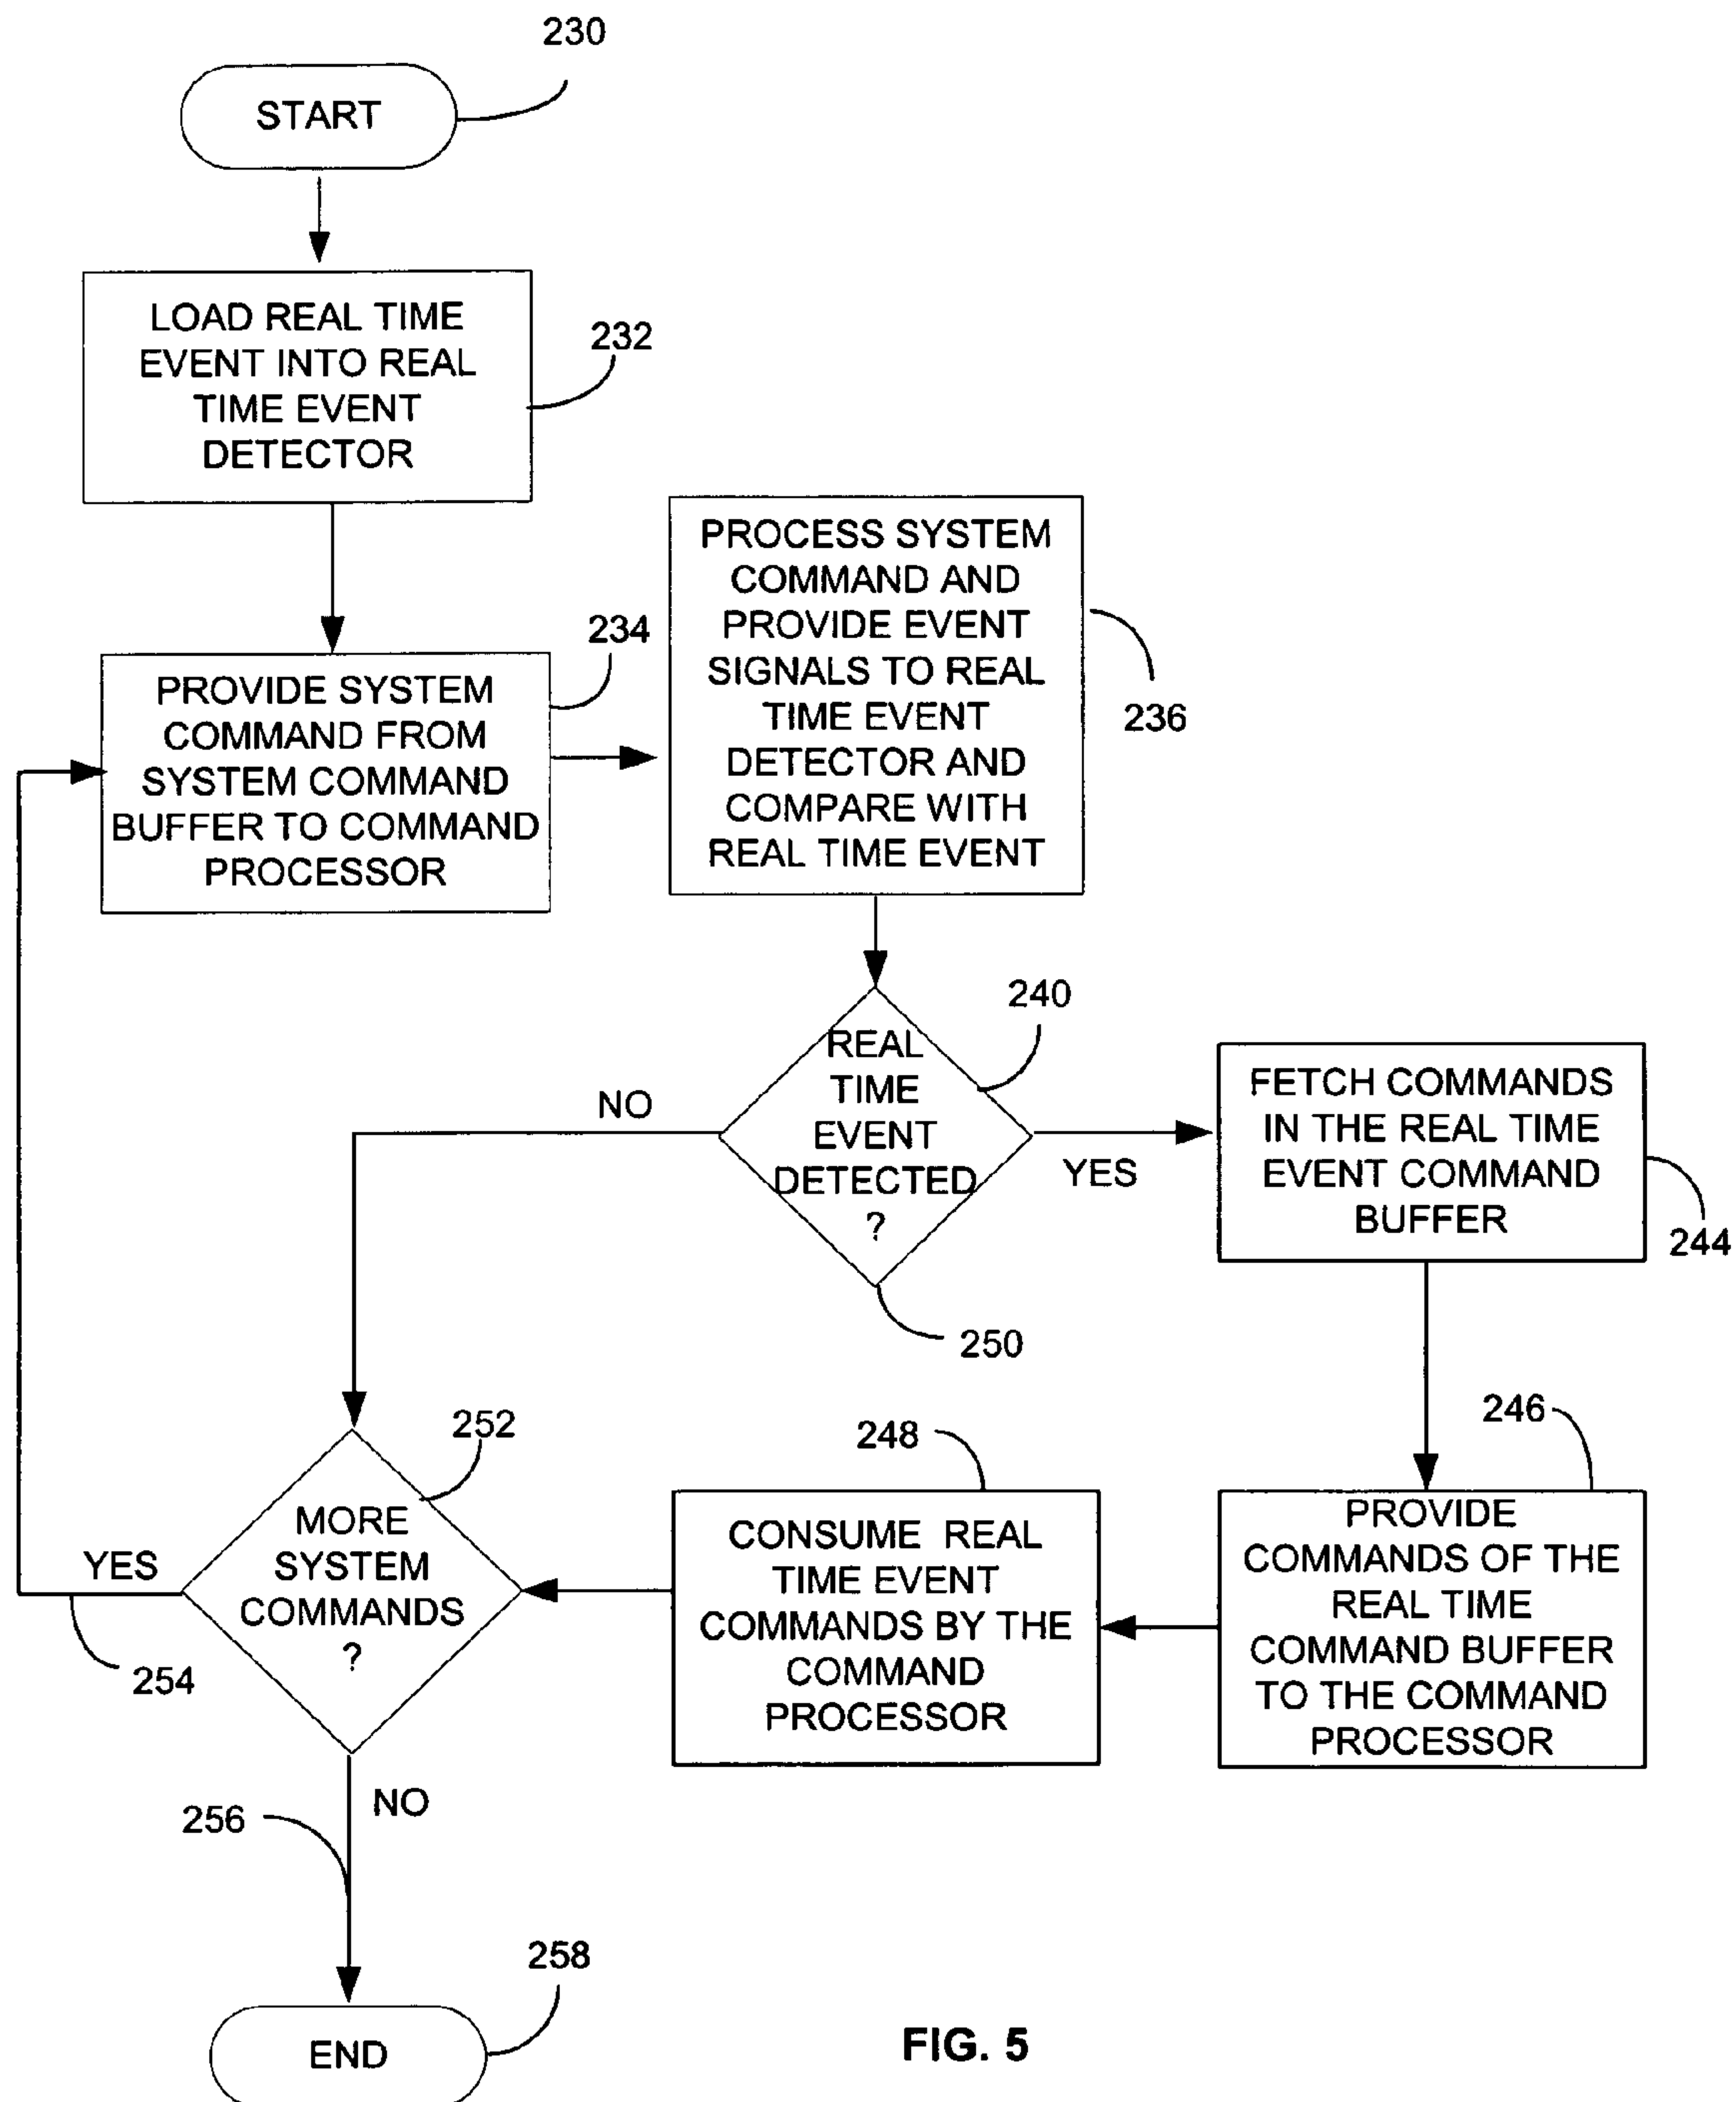 230
START
LOAD REAL TIME
EVENT INTO REAL
TIME EVENT
DETECTOR
232
PROVIDE SYSTEM
COMMAND FROM
SYSTEM COMMAND
BUFFER TO COMMAND
PROCESSOR
234
PROCESS SYSTEM
COMMAND AND
PROVIDE EVENT
SIGNALS TO REAL
TIME EVENT
DETECTOR AND
COMPARE WITH
REAL TIME EVENT
236
REAL
TIME
EVENT
DETECTED
?
240
NO
YES
250
FETCH COMMANDS
IN THE REAL TIME
EVENT COMMAND
BUFFER
244
246
PROVIDE
COMMANDS OF THE
REAL TIME
COMMAND BUFFER
TO THE COMMAND
PROCESSOR
248
CONSUME REAL
TIME EVENT
COMMANDS BY THE
COMMAND
PROCESSOR
252
MORE
SYSTEM
COMMANDS
?
YES
254
NO
256
258
END
FIG. 5